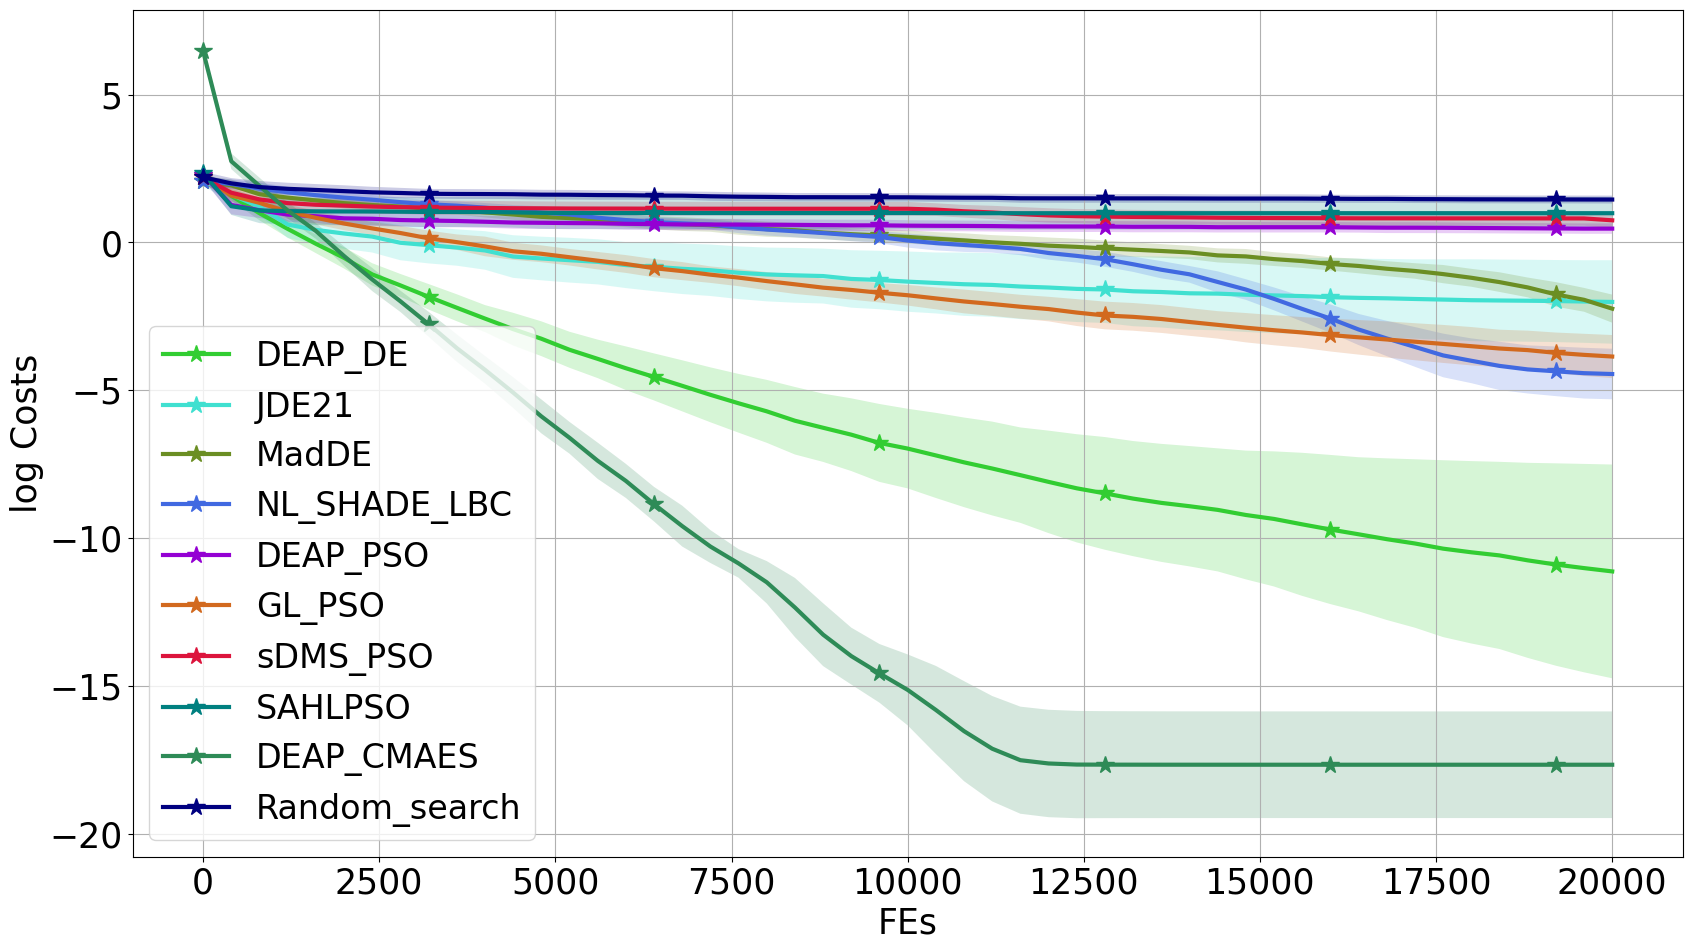 5
0
−5
−10
−15
−20
log Costs
DEAP_DE
JDE21
MadDE
NL_SHADE_LBC
DEAP_PSO
GL_PSO
sDMS_PSO
SAHLPSO
DEAP_CMAES
Random_search
0 2500 5000 7500 10000 12500 15000 17500 20000
FEs